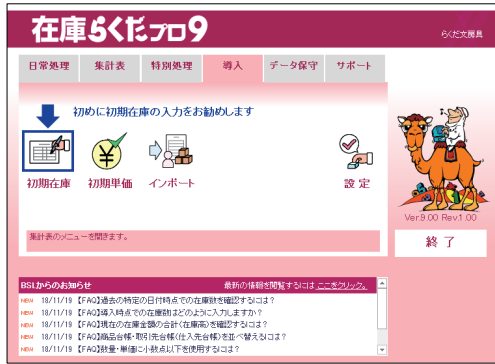 在庫らくだプロ9
らくだ文房具
日常処理 集計表 特別処理 導入 データ保守 サポート
初めに初期在庫の入力をお勧めします
初期在庫 初期単価 インポート 設定
Ver.9.00 Rev.1.00
集計表のメニューを開きます。
終了
BSLからのお知らせ 最新の情報を閲覧するには ここをクリック。
NEW 18/11/19 【FAQ】過去の特定の日付時点での在庫数を確認するには？
NEW 18/11/19 【FAQ】導入時点での在庫数はどのように入力しますか？
NEW 18/11/19 【FAQ】現在の在庫金額の合計(在庫高)を確認するには？
NEW 18/11/19 【FAQ】商品台帳・取引先台帳(仕入先台帳)を並べ替えるには？
NEW 18/11/19 【FAQ】数量・単価に小数点以下を使用するには？